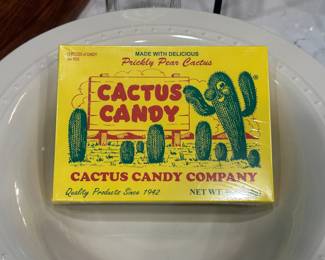 MADE WITH DELICIOUS
Prickly Pear Cactus
CACTUS
CANDY
®
CACTUS CANDY COMPANY
Quality Products Since 1942
NET WT.